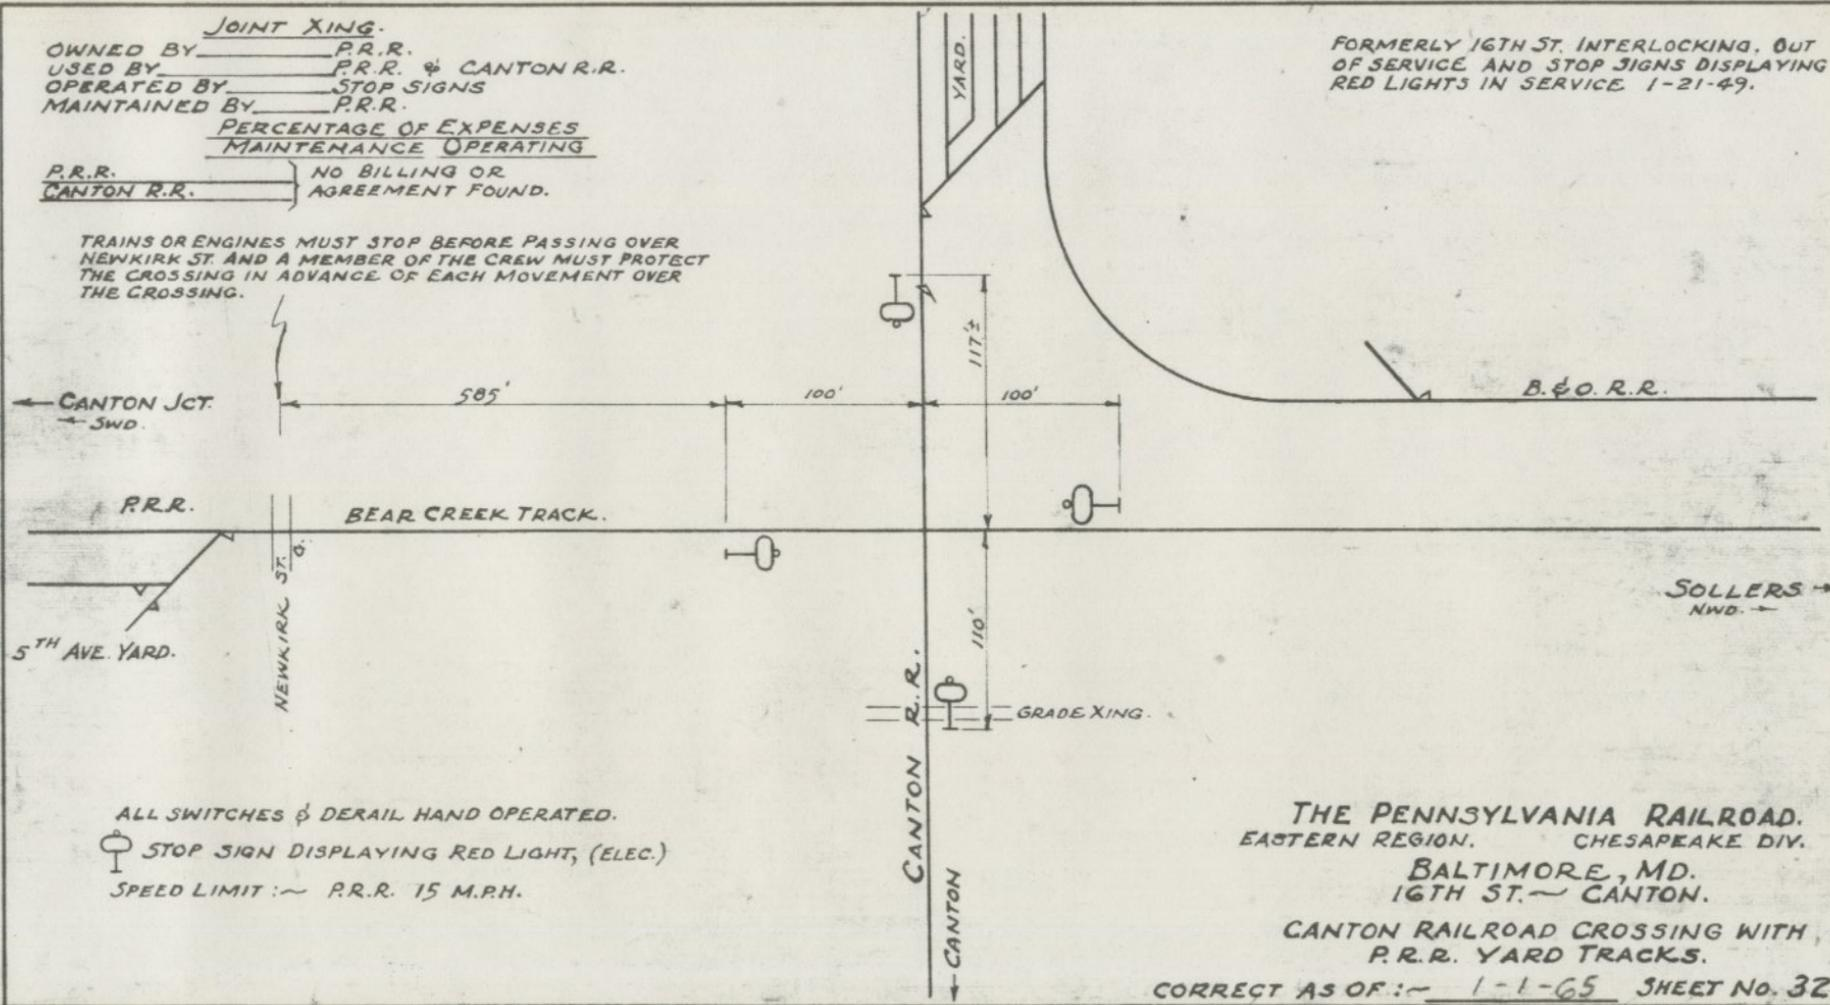 JOINT XING.
OWNED BY P.R.R.
USED BY P.R.R. & CANTON R.R.
OPERATED BY STOP SIGNS
MAINTAINED BY P.R.R.
PERCENTAGE OF EXPENSES
MAINTENANCE OPERATING
P.R.R. NO BILLING OR
CANTON R.R. AGREEMENT FOUND.
TRAINS OR ENGINES MUST STOP BEFORE PASSING OVER
NEWKIRK ST. AND A MEMBER OF THE CREW MUST PROTECT
THE CROSSING IN ADVANCE OF EACH MOVEMENT OVER
THE CROSSING.
YARD.
FORMERLY 16TH ST. INTERLOCKING, OUT
OF SERVICE AND STOP SIGNS DISPLAYING
RED LIGHTS IN SERVICE 1-21-49.
117'±
← CANTON JCT.
← SWD.
585'
100'
100'
B. & O. R.R.
P.R.R.
BEAR CREEK TRACK.
NEWKIRK ST.
5TH AVE. YARD.
110'
SOLLERS →
NWD. →
CANTON R.R.
GRADE XING.
← CANTON
ALL SWITCHES & DERAIL HAND OPERATED.
STOP SIGN DISPLAYING RED LIGHT, (ELEC.)
SPEED LIMIT :~ P.R.R. 15 M.P.H.
THE PENNSYLVANIA RAILROAD.
EASTERN REGION. CHESAPEAKE DIV.
BALTIMORE, MD.
16TH ST. ~ CANTON.
CANTON RAILROAD CROSSING WITH
P.R.R. YARD TRACKS.
CORRECT AS OF :~ 1-1-65 SHEET NO. 32